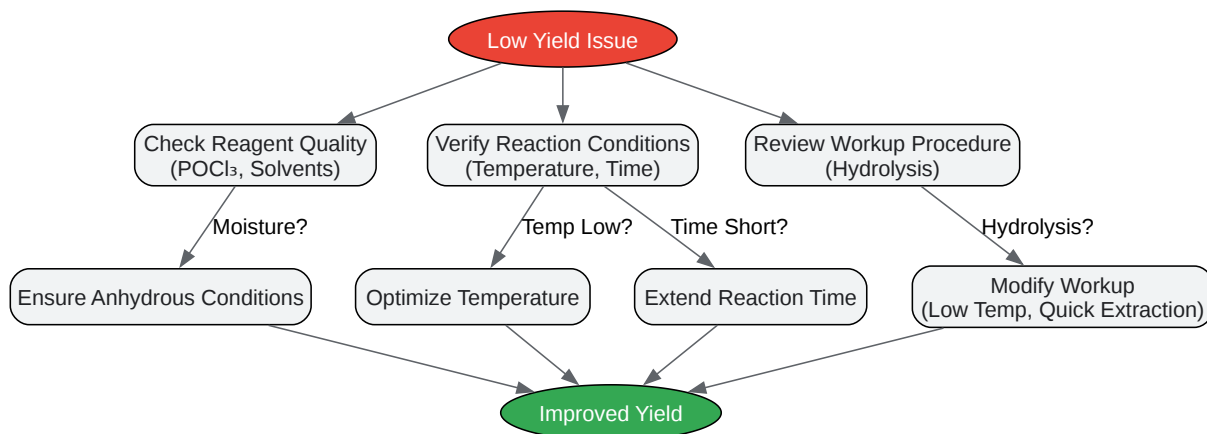 Low Yield Issue
Check Reagent Quality
(POCl₃, Solvents)
Verify Reaction Conditions
(Temperature, Time)
Review Workup Procedure
(Hydrolysis)
Moisture?
Temp Low?
Time Short?
Hydrolysis?
Ensure Anhydrous Conditions
Optimize Temperature
Extend Reaction Time
Modify Workup
(Low Temp, Quick Extraction)
Improved Yield